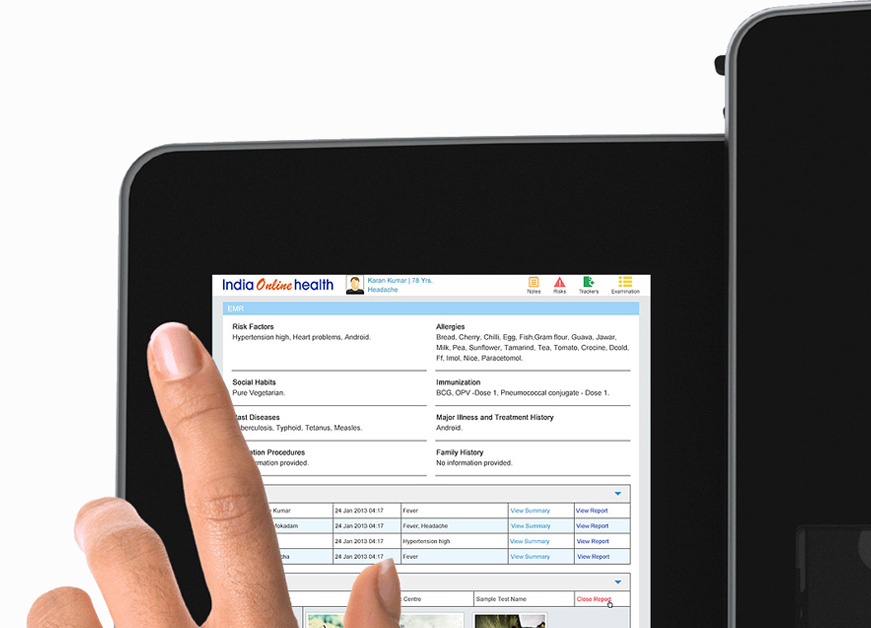 India Online health
Karan Kumar | 78 Yrs.
Headache
Notes
Risks
Trackers
Examination
EMR
Risk Factors
Hypertension high, Heart problems, Android.
Allergies
Bread, Cherry, Chilli, Egg, Fish,Gram flour, Guava, Jawar,
Milk, Pea, Sunflower, Tamarind, Tea, Tomato, Crocine, Dcold,
Ff, Imol, Nice, Paracetomol.
Social Habits
Pure Vegetarian.
Immunization
BCG, OPV -Dose 1, Pneumococcal conjugate - Dose 1.
Diseases
Typhoid, Tetanus, Measles.
Major Illness and Treatment History
Android.
Procedures
provided.
Family History
No information provided.
Kumar 24 Jan 2013 04:17 Fever View Summary View Report
24 Jan 2013 04:17 Fever, Headache View Summary View Report
24 Jan 2013 04:17 Hypertension high View Summary View Report
24 Jan 2013 04:17 Fever View Summary View Report
Centre Sample Test Name Close Report